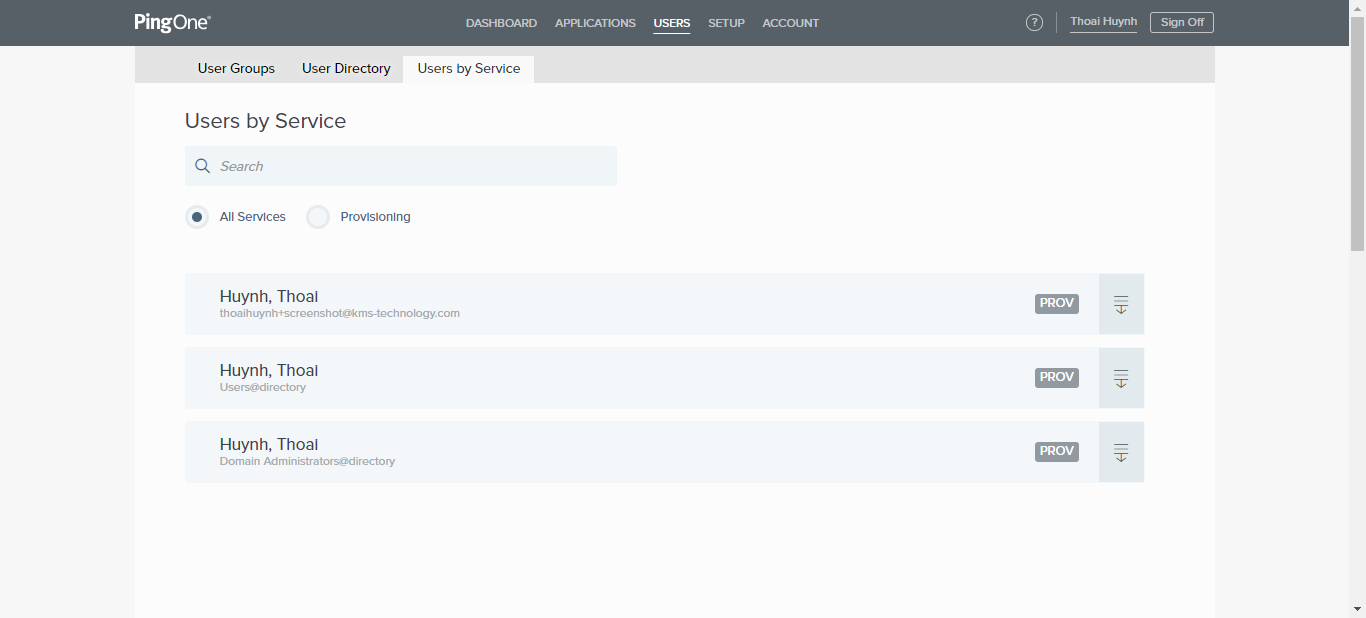 PingOne®
DASHBOARD APPLICATIONS USERS SETUP ACCOUNT
? Thoai Huynh Sign Off
User Groups User Directory Users by Service
Users by Service
Search
All Services Provisioning
Huynh, Thoai
thoaihuynh+screenshot@kms-technology.com
PROV
Huynh, Thoai
Users@directory
PROV
Huynh, Thoai
Domain Administrators@directory
PROV